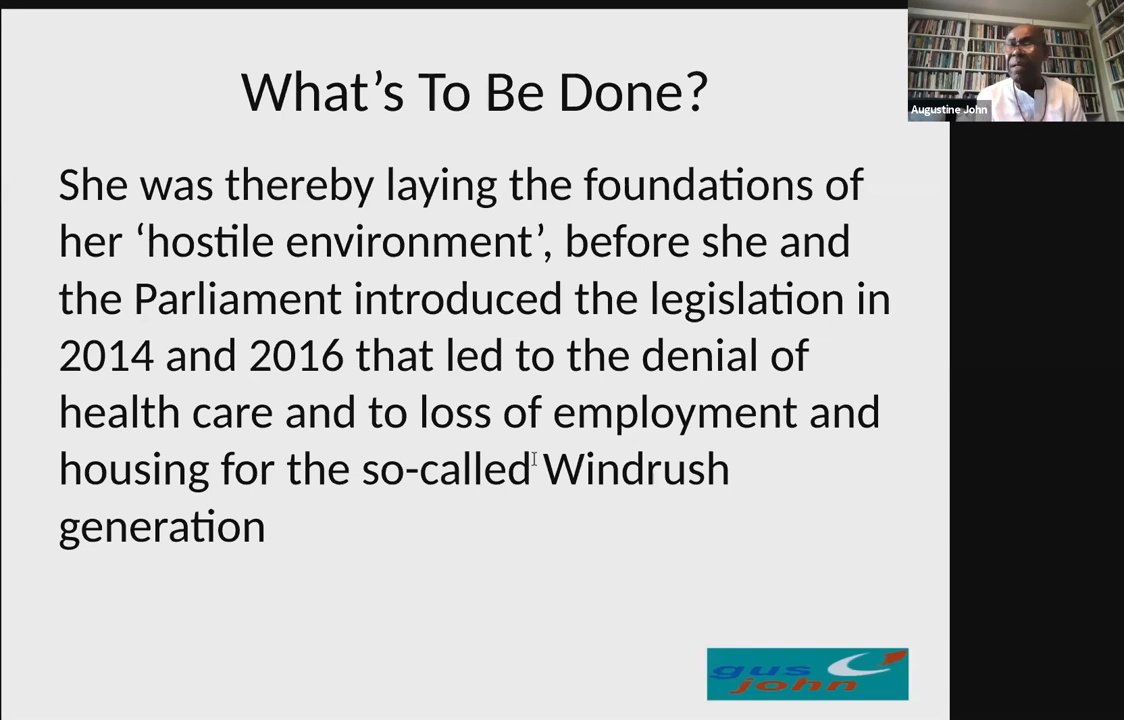 What’s To Be Done?
Augustine John
She was thereby laying the foundations of
her ‘hostile environment’, before she and
the Parliament introduced the legislation in
2014 and 2016 that led to the denial of
health care and to loss of employment and
housing for the so-called Windrush
generation
gus
john